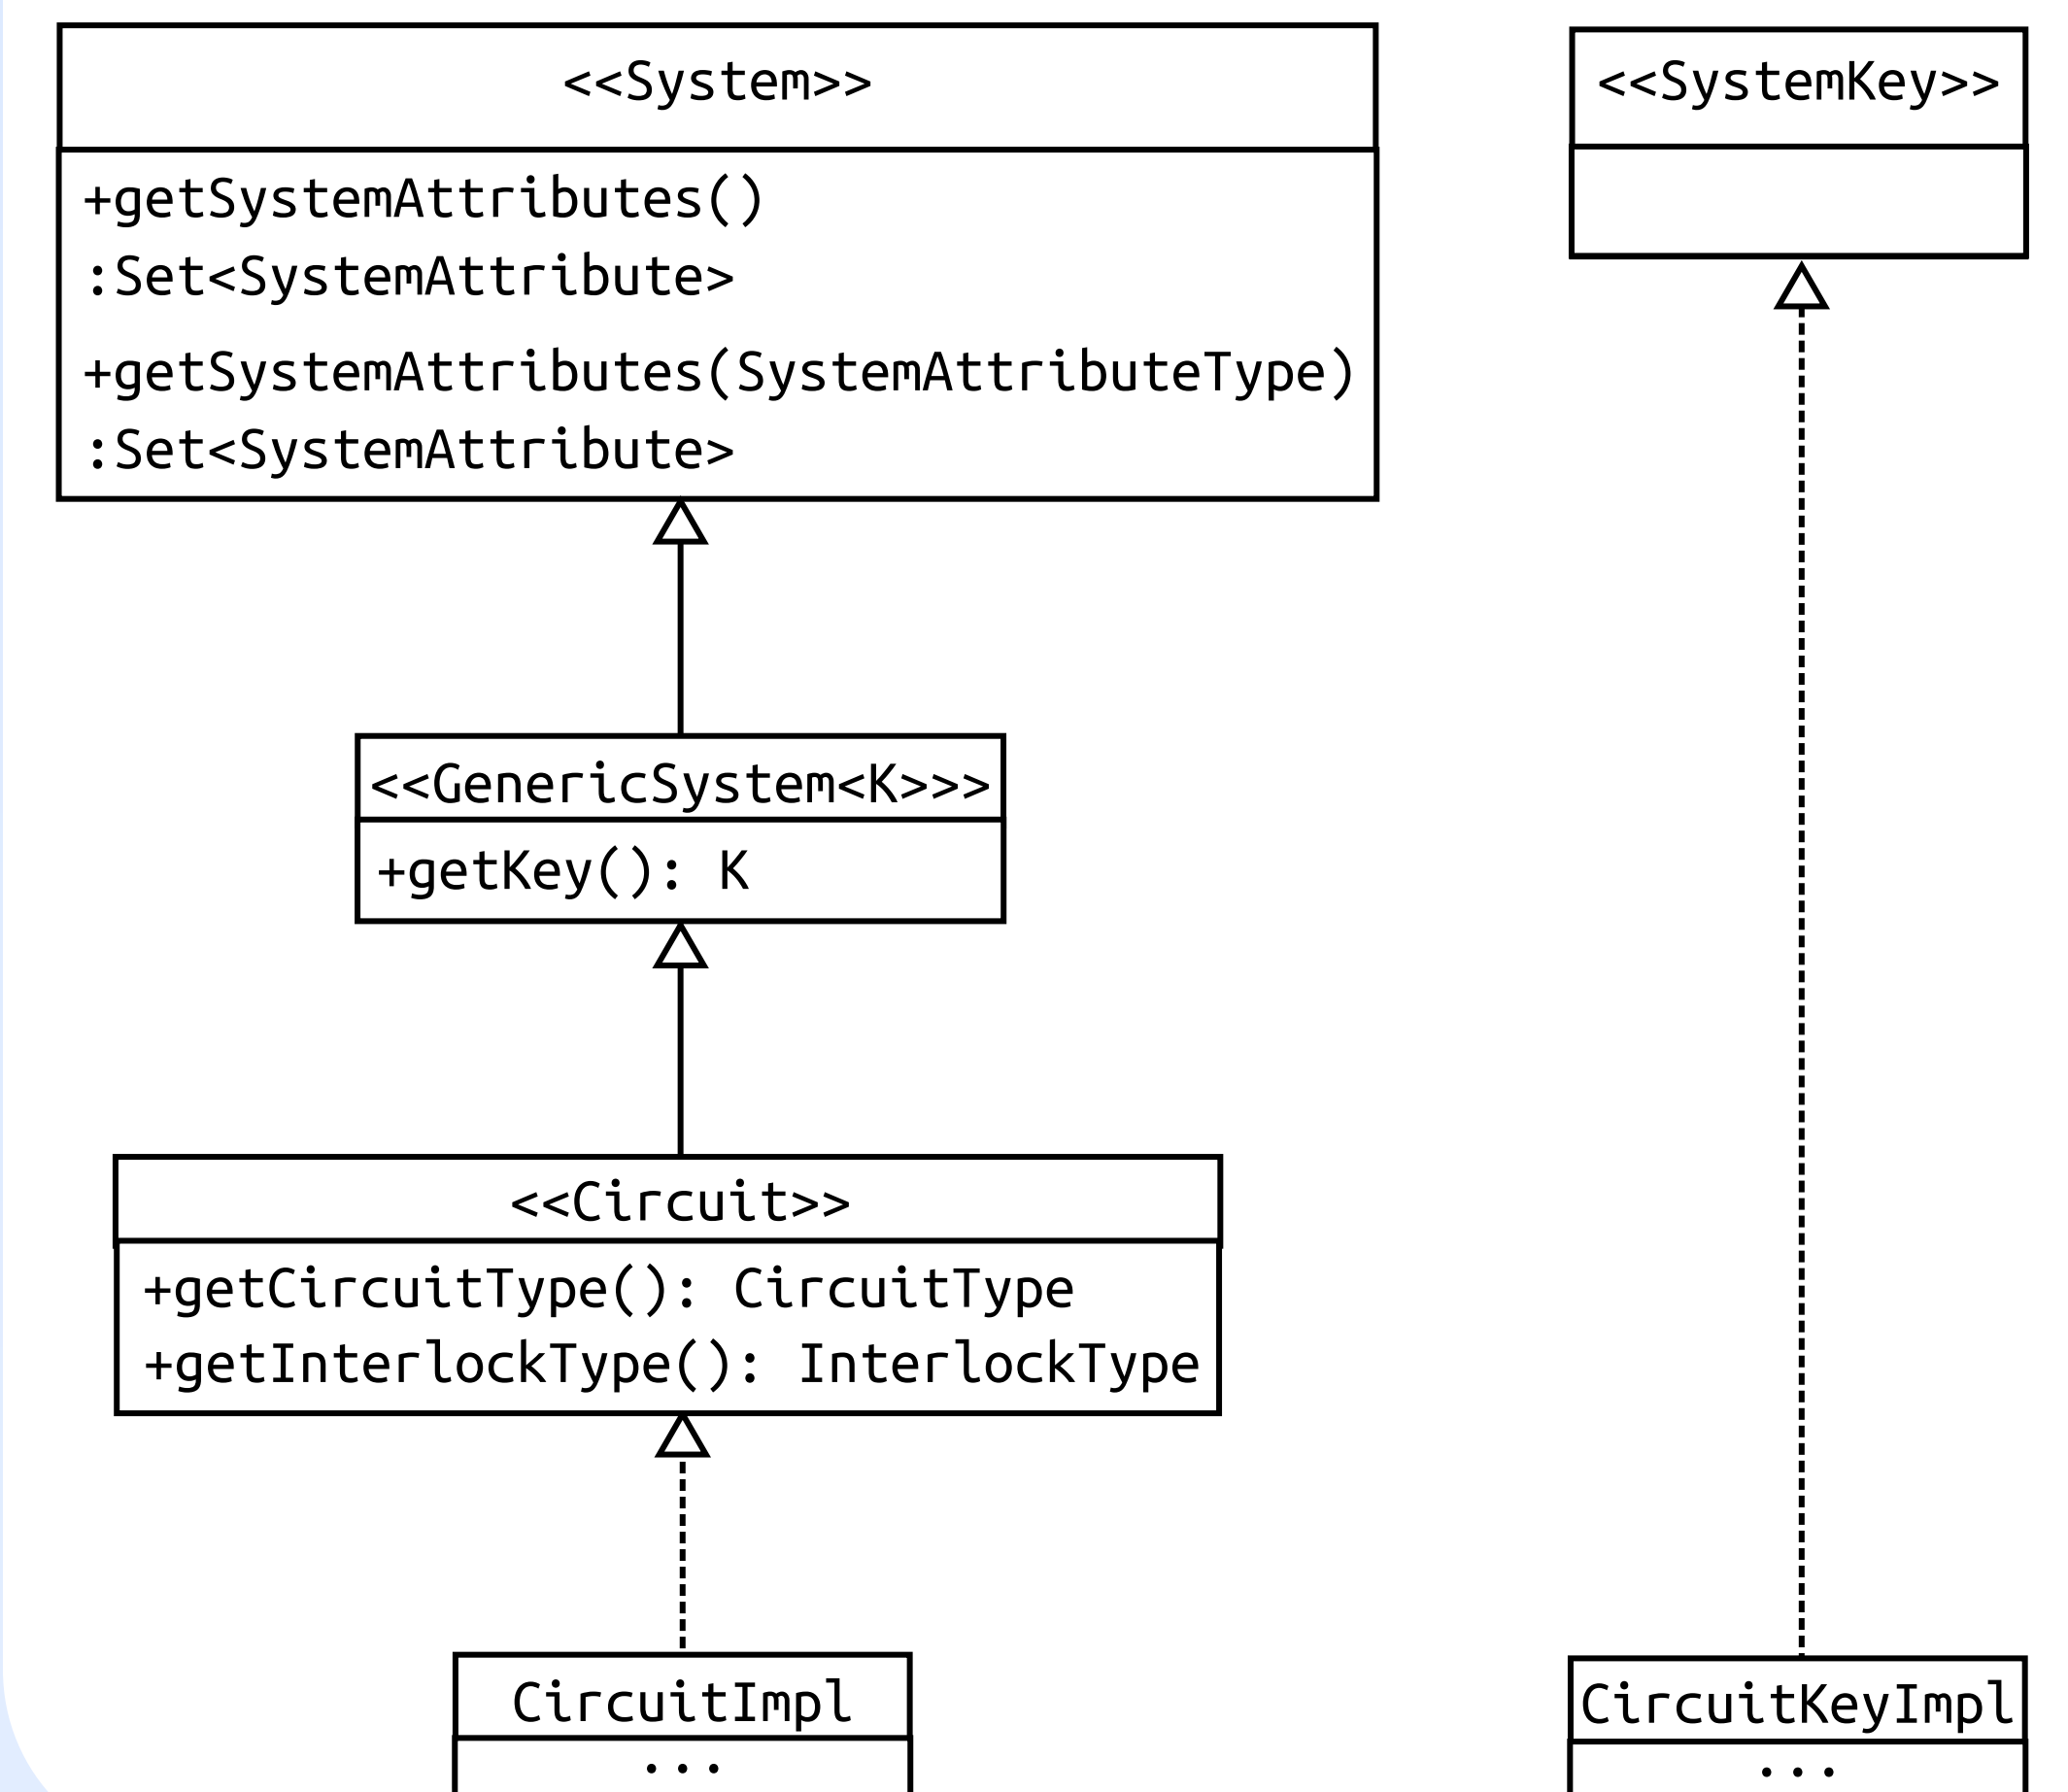 <<System>>
+getSystemAttributes()
:Set<SystemAttribute>
+getSystemAttributes(SystemAttributeType)
:Set<SystemAttribute>
<<SystemKey>>
<<GenericSystem<K>>>
+getKey(): K
<<Circuit>>
+getCircuitType(): CircuitType
+getInterlockType(): InterlockType
CircuitImpl
...
CircuitKeyImpl
...